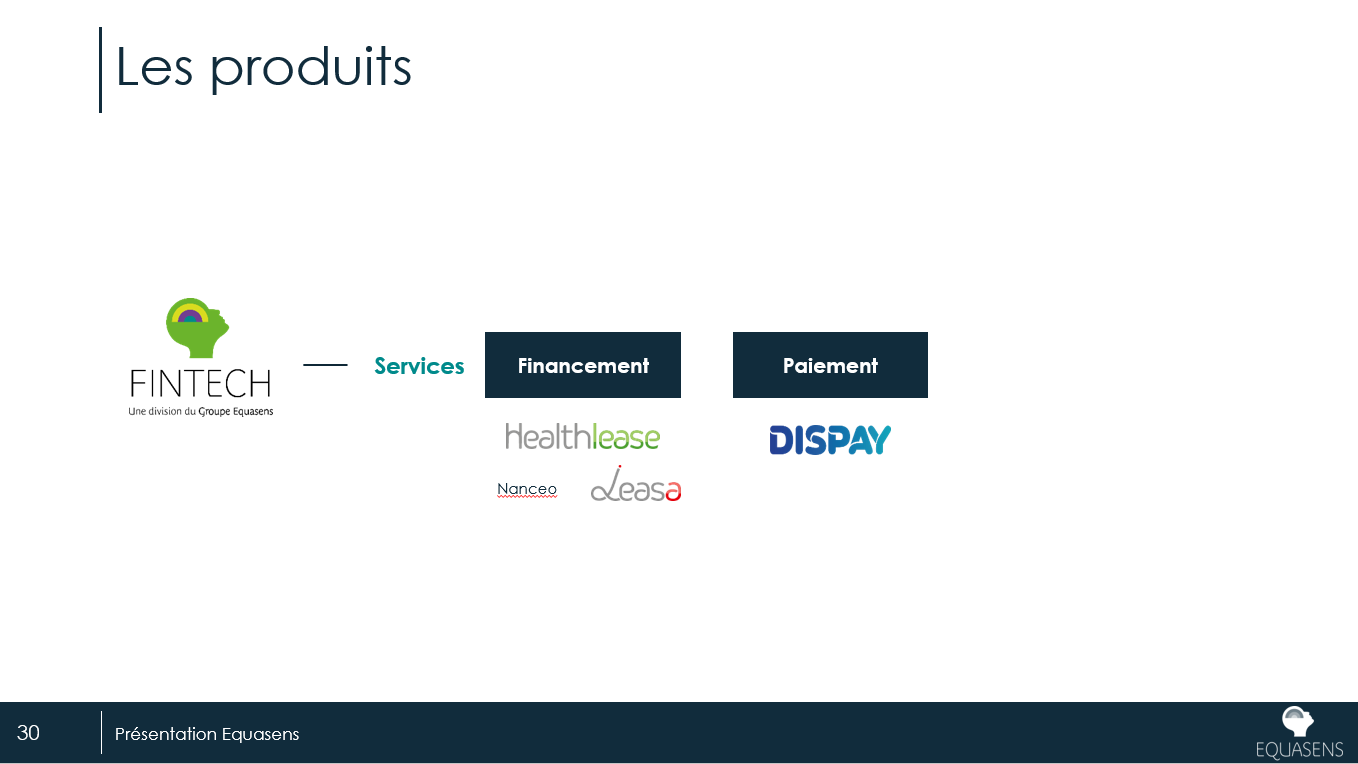 Les produits
FINTECH
Une division du Groupe Equasens
Services
Financement
Paiement
Healthlease
DISPAY
Nanceo
Leasa
30
Présentation Equasens
EQUASENS